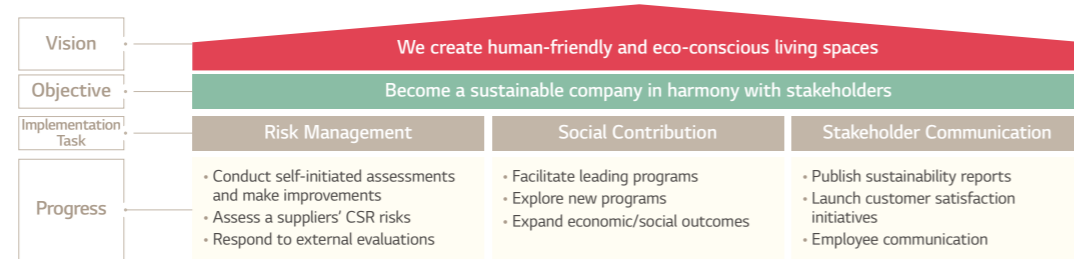 Vision
We create human-friendly and eco-conscious living spaces
Objective
Become a sustainable company in harmony with stakeholders
Implementation
Task
Risk Management
Social Contribution
Stakeholder Communication
Progress
• Conduct self-initiated assessments
and make improvements
• Assess a suppliers' CSR risks
• Respond to external evaluations
• Facilitate leading programs
• Explore new programs
• Expand economic/social outcomes
• Publish sustainability reports
• Launch customer satisfaction
initiatives
• Employee communication